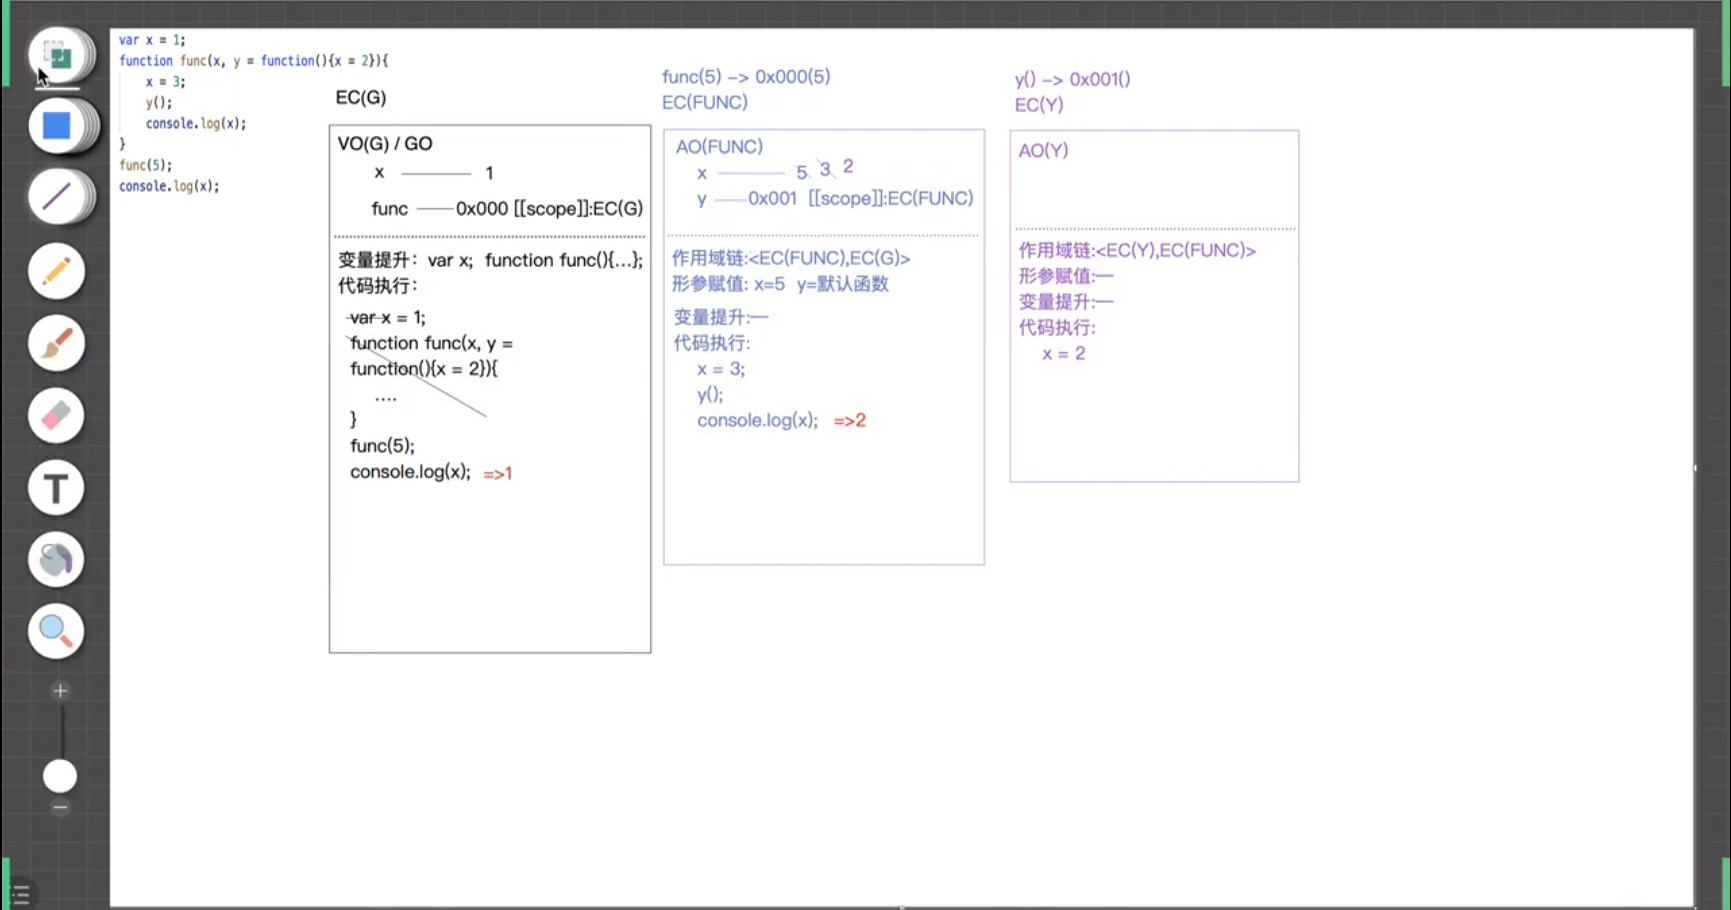 var x = 1;
function func(x, y = function(){x = 2}){
x = 3;
y();
console.log(x);
}
func(5);
console.log(x);
EC(G)
VO(G) / GO
x 1
func 0x000 [[scope]]:EC(G)
变量提升： var x; function func(){...};
代码执行：
var x = 1;
function func(x, y =
function(){x = 2}){
....
}
func(5);
console.log(x); =>1
func(5) -> 0x000(5)
EC(FUNC)
AO(FUNC)
x 5 3 2
y 0x001 [[scope]]:EC(FUNC)
作用域链:<EC(FUNC),EC(G)>
形参赋值: x=5 y=默认函数
变量提升:—
代码执行:
x = 3;
y();
console.log(x); =>2
y() -> 0x001()
EC(Y)
AO(Y)
作用域链:<EC(Y),EC(FUNC)>
形参赋值:—
变量提升:—
代码执行:
x = 2
T